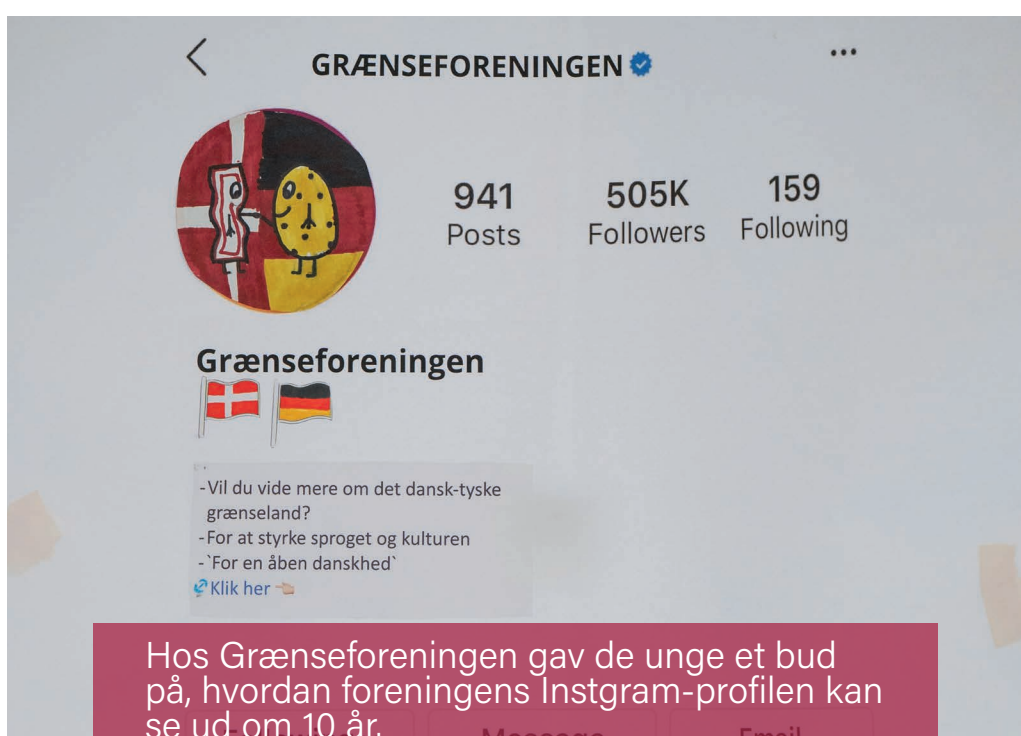 GRÆNSEFORENINGEN
941 505K 159
Posts Followers Following
Grænseforeningen
-Vil du vide mere om det dansk-tyske
grænseland?
-For at styrke sproget og kulturen
-`For en åben danskhed`
Klik her
Hos Grænseforeningen gav de unge et bud
på, hvordan foreningens Instgram-profilen kan
se ud om 10 år.
Message Email